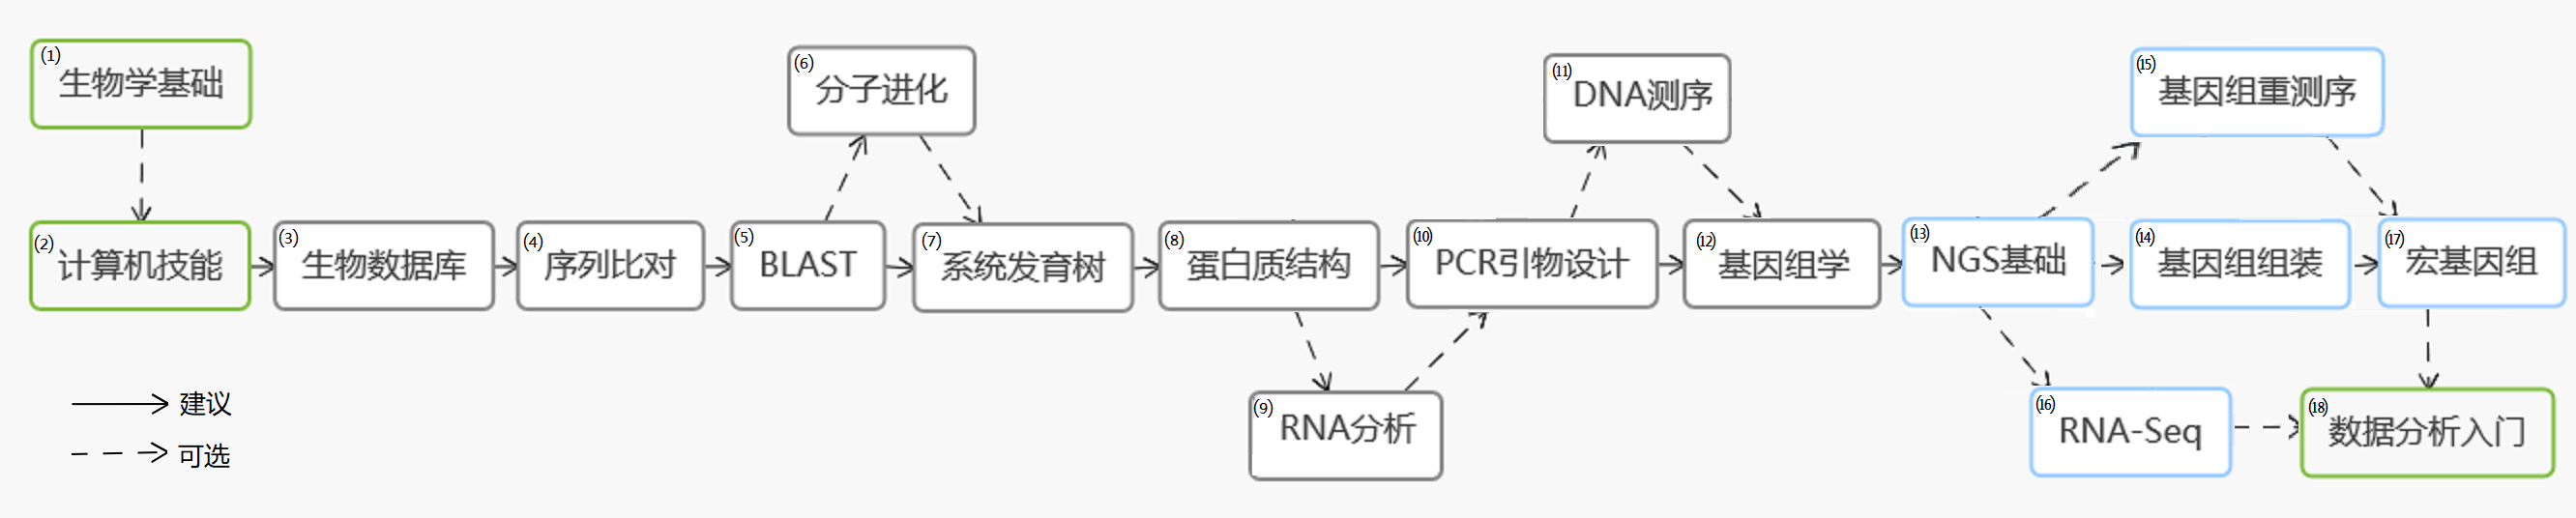 ⑴ 生物学基础
⑵ 计算机技能
⑶ 生物数据库
⑷ 序列比对
⑸ BLAST
⑹ 分子进化
⑺ 系统发育树
⑻ 蛋白质结构
⑼ RNA分析
⑽ PCR引物设计
⑾ DNA测序
⑿ 基因组学
⒀ NGS基础
⒁ 基因组组装
⒂ 基因组重测序
⒃ RNA-Seq
⒄ 宏基因组
⒅ 数据分析入门
建议
可选